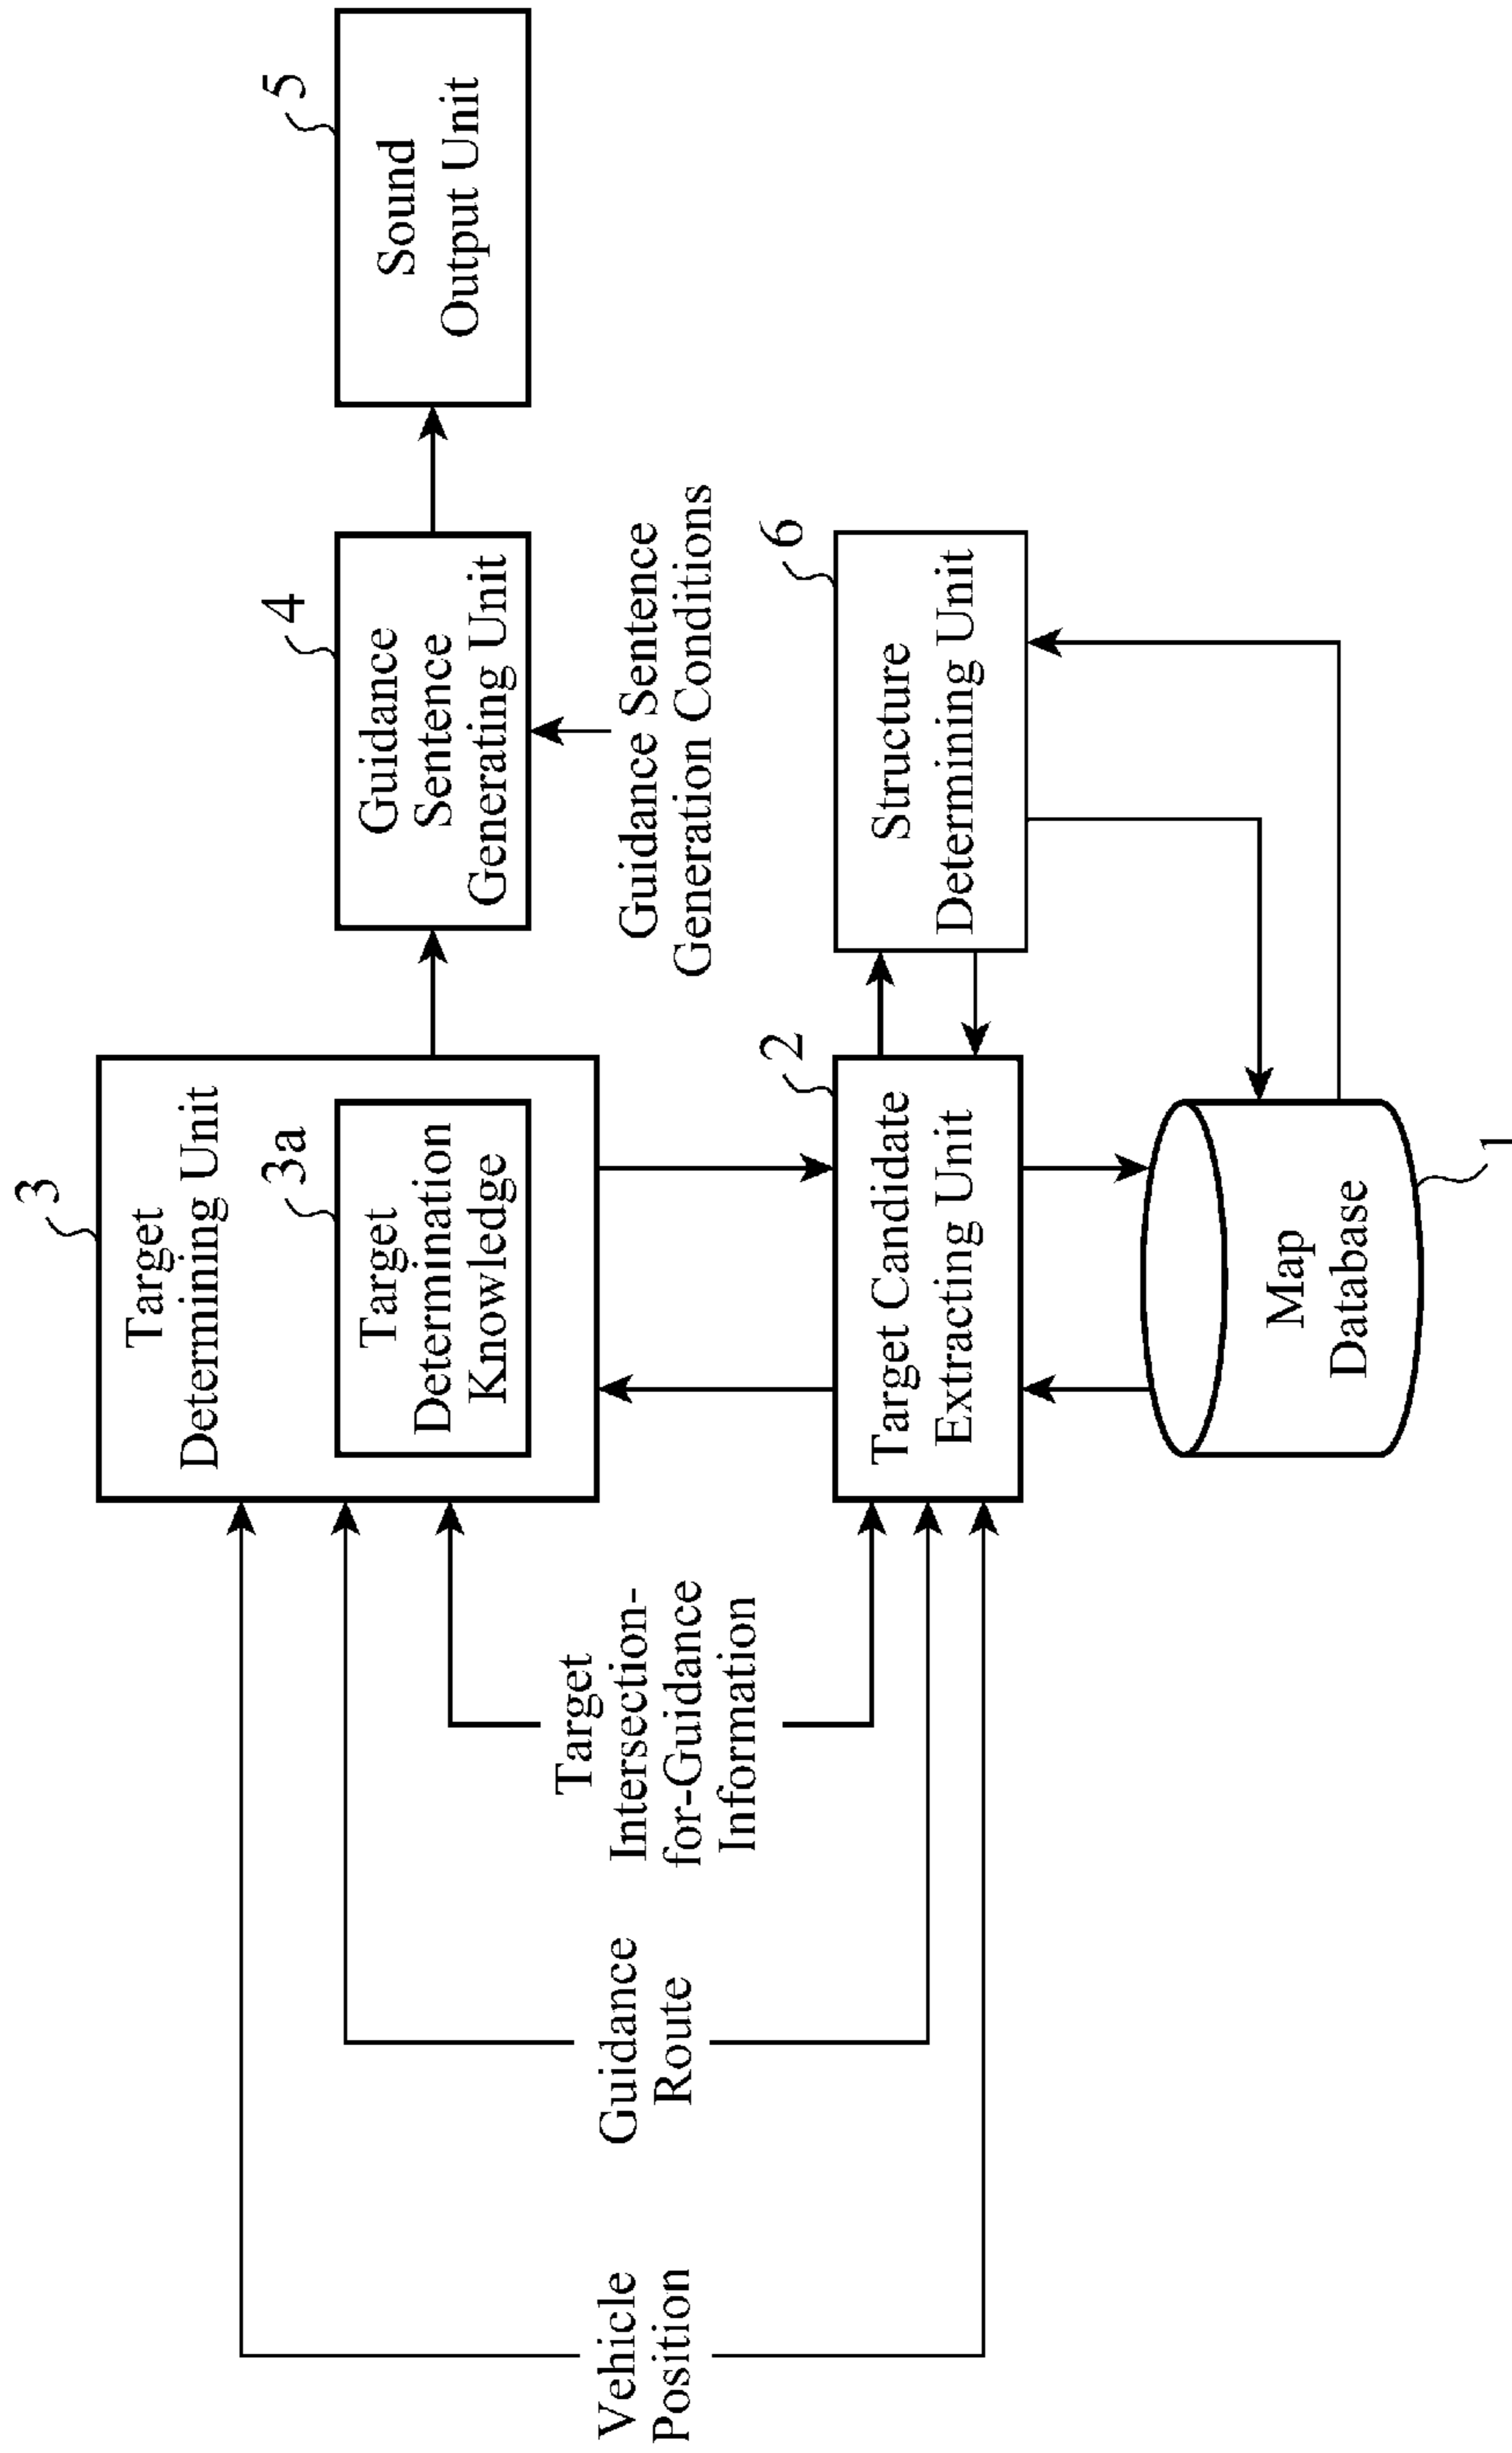 3
Target
Determining Unit
3a
Target
Determination
Knowledge
4
Guidance
Sentence
Generating Unit
5
Sound
Output Unit
Guidance Sentence
Generation Conditions
Vehicle
Position
Guidance
Route
Target
Intersection-
for-Guidance
Information
2
Target Candidate
Extracting Unit
6
Structure
Determining Unit
Map
Database
1